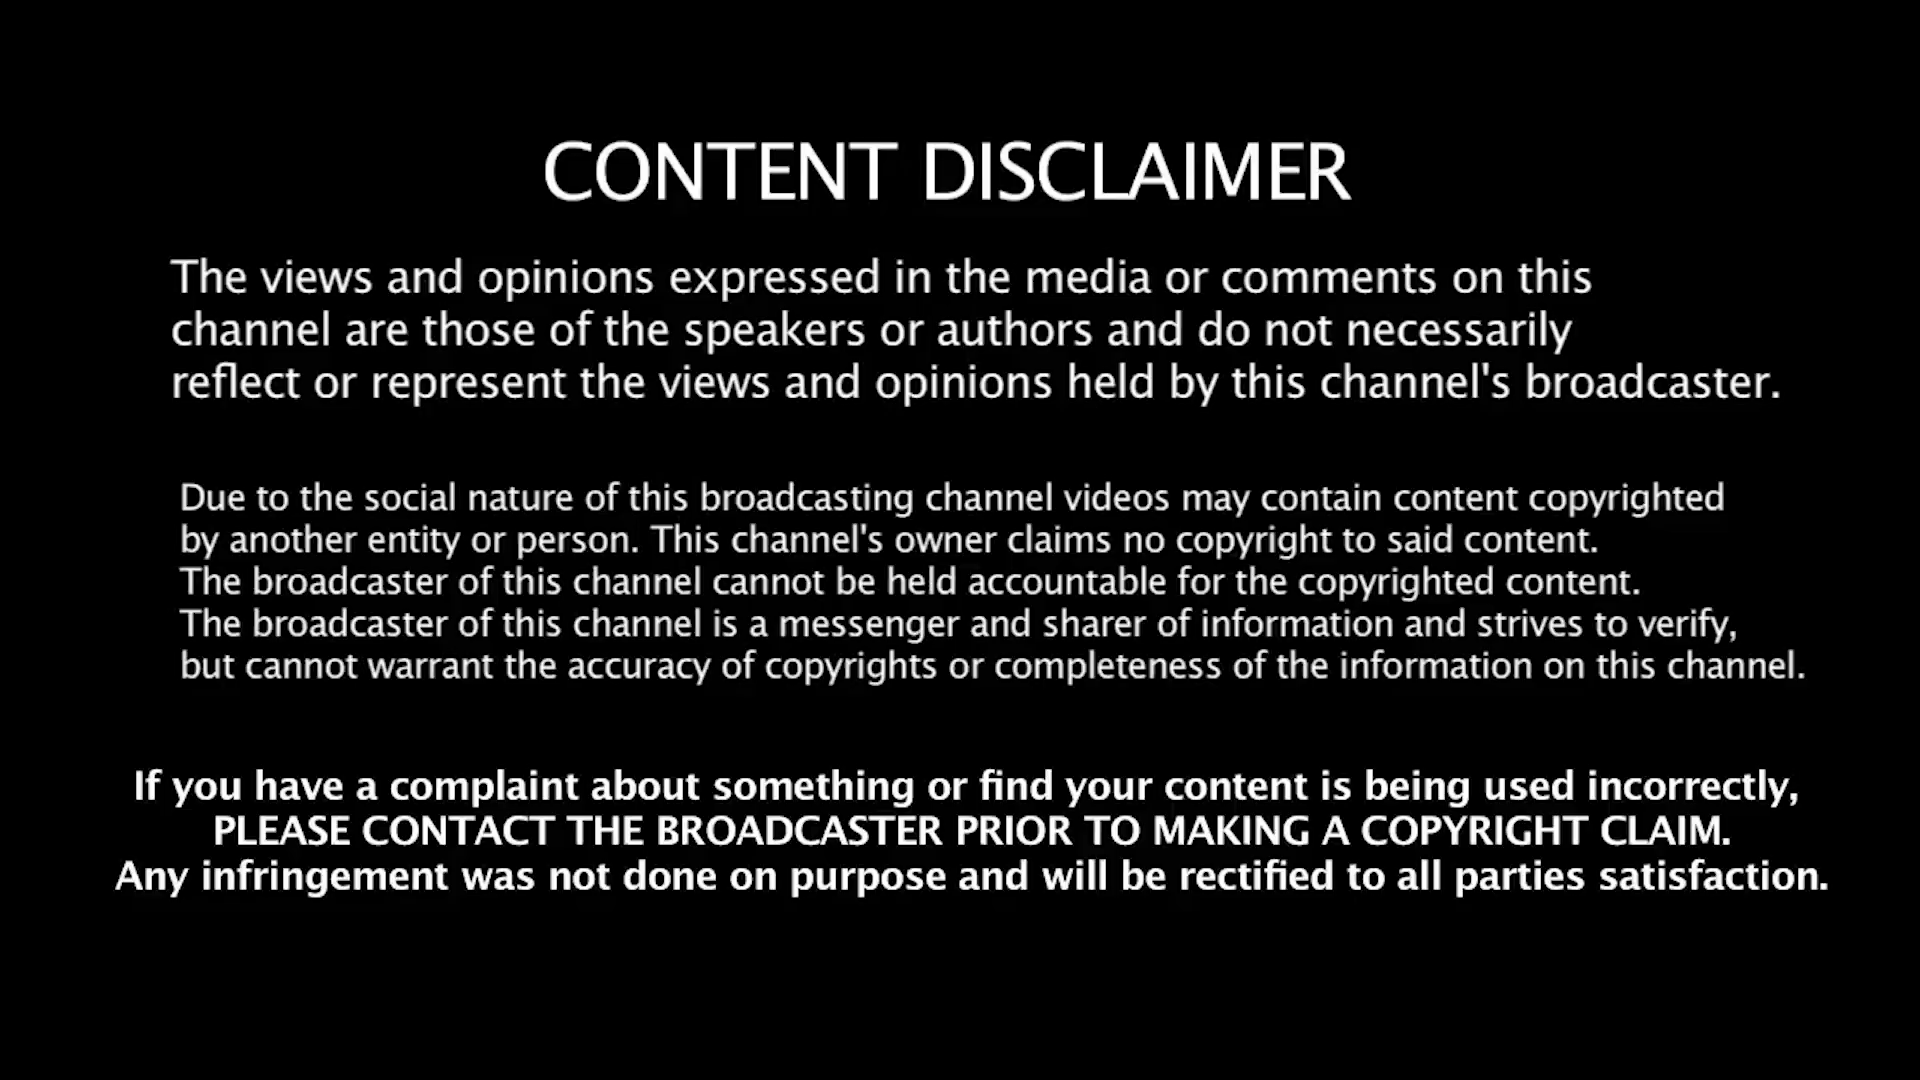 CONTENT DISCLAIMER
The views and opinions expressed in the media or comments on this
channel are those of the speakers or authors and do not necessarily
reflect or represent the views and opinions held by this channel's broadcaster.
Due to the social nature of this broadcasting channel videos may contain content copyrighted
by another entity or person. This channel's owner claims no copyright to said content.
The broadcaster of this channel cannot be held accountable for the copyrighted content.
The broadcaster of this channel is a messenger and sharer of information and strives to verify,
but cannot warrant the accuracy of copyrights or completeness of the information on this channel.
If you have a complaint about something or find your content is being used incorrectly,
PLEASE CONTACT THE BROADCASTER PRIOR TO MAKING A COPYRIGHT CLAIM.
Any infringement was not done on purpose and will be rectified to all parties satisfaction.